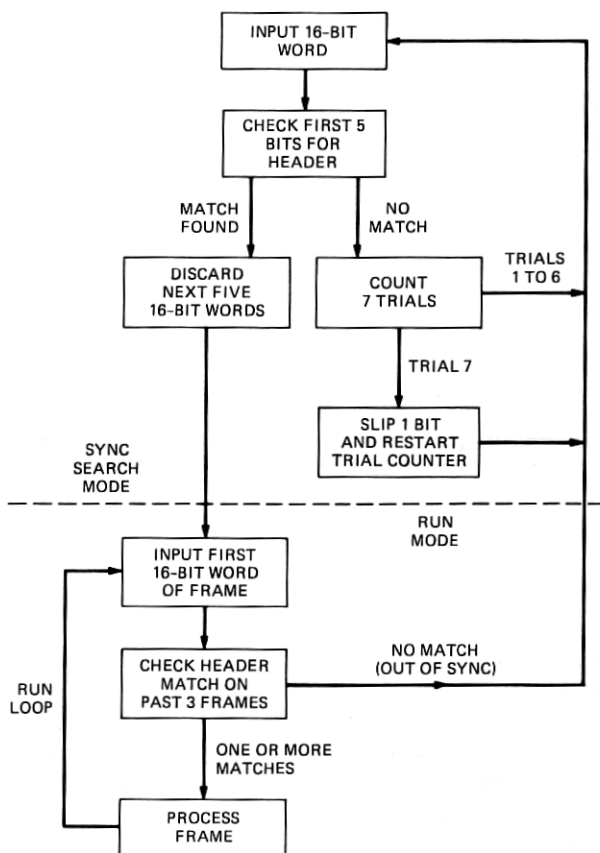 INPUT 16-BIT
WORD
CHECK FIRST 5
BITS FOR
HEADER
MATCH
FOUND
NO
MATCH
DISCARD
NEXT FIVE
16-BIT WORDS
COUNT
7 TRIALS
TRIALS
1 TO 6
TRIAL 7
SLIP 1 BIT
AND RESTART
TRIAL COUNTER
SYNC
SEARCH
MODE
RUN
MODE
INPUT FIRST
16-BIT WORD
OF FRAME
CHECK HEADER
MATCH ON
PAST 3 FRAMES
NO MATCH
(OUT OF SYNC)
RUN
LOOP
ONE OR MORE
MATCHES
PROCESS
FRAME